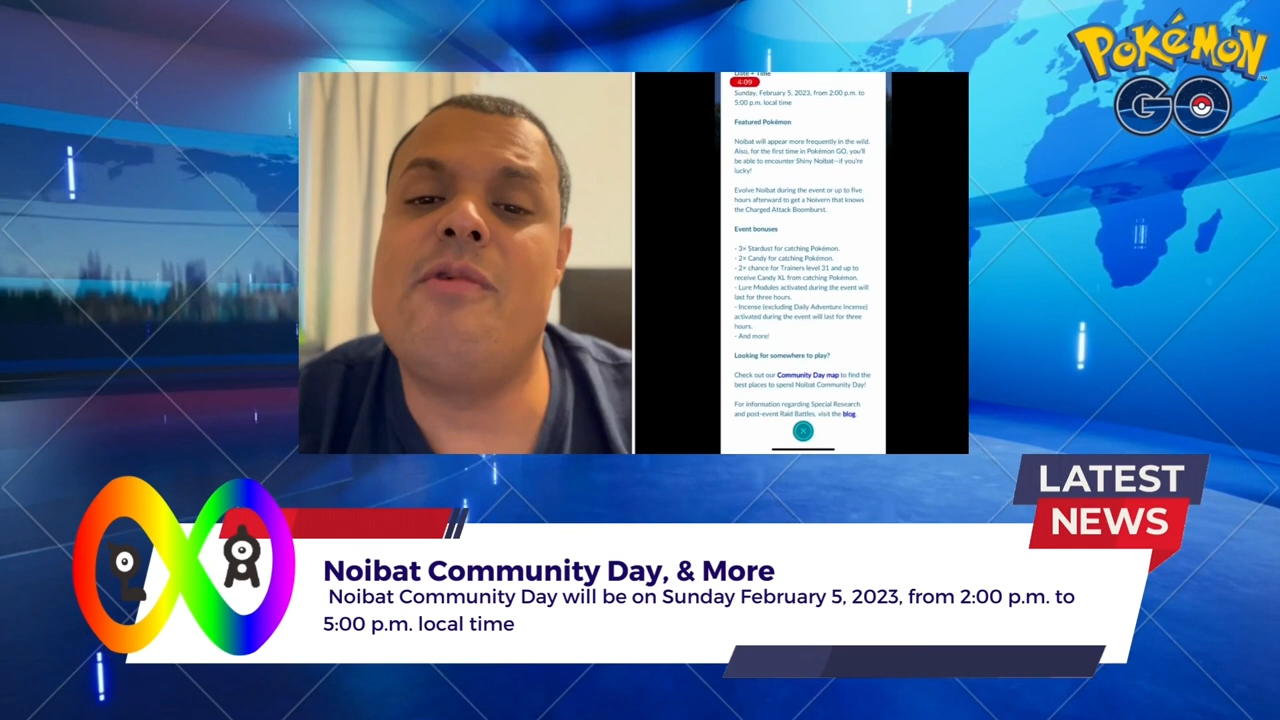 Pokémon
GO
Date + Time
4:09
Sunday, February 5, 2023, from 2:00 p.m. to
5:00 p.m. local time
Featured Pokémon
Noibat will appear more frequently in the wild.
Also, for the first time in Pokémon GO, you'll
be able to encounter Shiny Noibat—if you're
lucky!
Evolve Noibat during the event or up to five
hours afterward to get a Noivern that knows
the Charged Attack Boomburst.
Event bonuses
- 3× Stardust for catching Pokémon.
- 2× Candy for catching Pokémon.
- 2× chance for Trainers level 31 and up to
receive Candy XL from catching Pokémon.
- Lure Modules activated during the event will
last for three hours.
- Incense (excluding Daily Adventure Incense)
activated during the event will last for three
hours.
- And more!
Looking for somewhere to play?
Check out our Community Day map to find the
best places to spend Noibat Community Day!
For information regarding Special Research
and post-event Raid Battles, visit the blog.
LATEST
NEWS
Noibat Community Day, & More
Noibat Community Day will be on Sunday February 5, 2023, from 2:00 p.m. to
5:00 p.m. local time